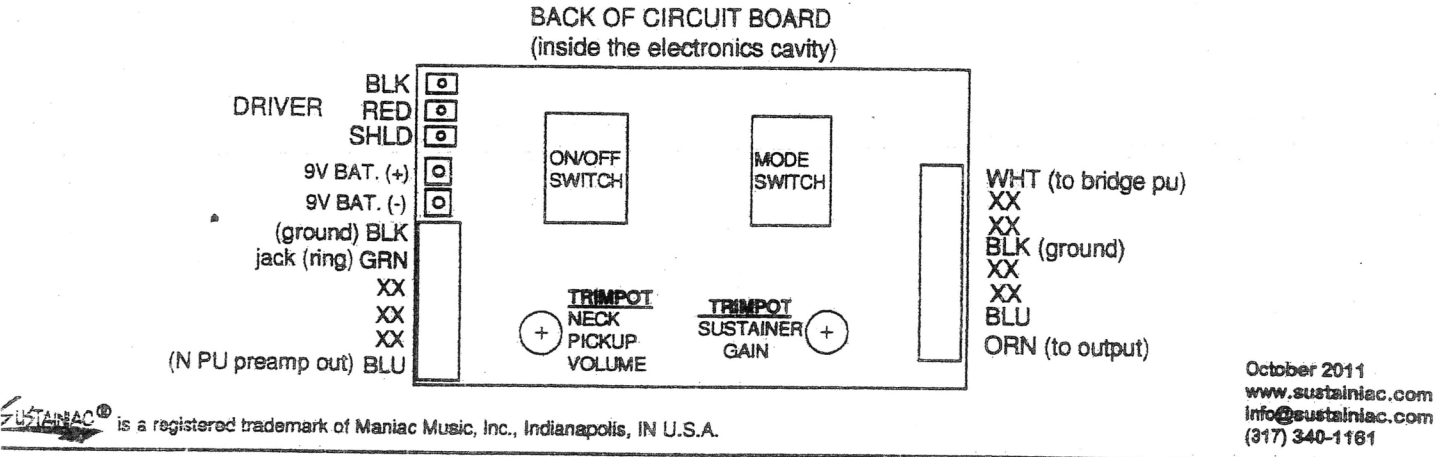 BACK OF CIRCUIT BOARD
(inside the electronics cavity)
DRIVER
BLK
RED
SHLD
9V BAT. (+)
9V BAT. (-)
(ground) BLK
jack (ring) GRN
XX
XX
XX
(N PU preamp out) BLU
ON/OFF
SWITCH
MODE
SWITCH
TRIMPOT
NECK
PICKUP
VOLUME
TRIMPOT
SUSTAINER
GAIN
WHT (to bridge pu)
XX
XX
BLK (ground)
XX
XX
BLU
ORN (to output)
SUSTAINIAC® is a registered trademark of Maniac Music, Inc., Indianapolis, IN U.S.A.
October 2011
www.sustainiac.com
info@sustainiac.com
(317) 340-1161